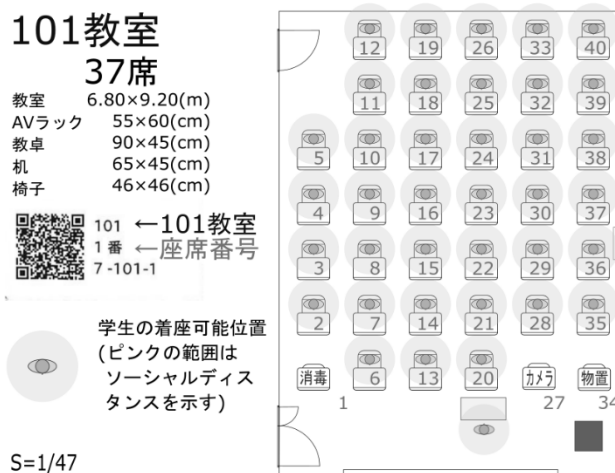 101教室
37席
教室 6.80×9.20(m)
AVラック 55×60(cm)
教卓 90×45(cm)
机 65×45(cm)
椅子 46×46(cm)
101 ←101教室
1番 ←座席番号
7-101-1
学生の着座可能位置
(ピンクの範囲は
ソーシャルディス
タンスを示す)
S=1/47
12 19 26 33 40
11 18 25 32 39
5 10 17 24 31 38
4 9 16 23 30 37
3 8 15 22 29 36
2 7 14 21 28 35
消毒 6 13 20 カメラ 物置
1 27 34